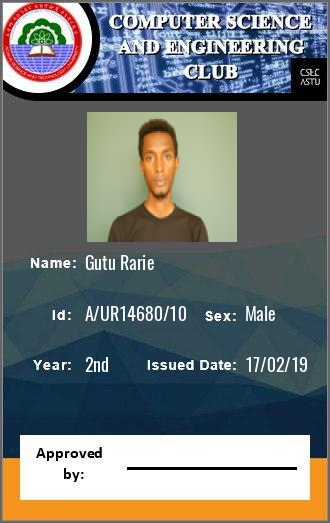 COMPUTER SCIENCE
AND ENGINEERING
CLUB
CSEC
ASTU
Name: Gutu Rarie
Id: A/UR14680/10 Sex: Male
Year: 2nd Issued Date: 17/02/19
Approved
by: